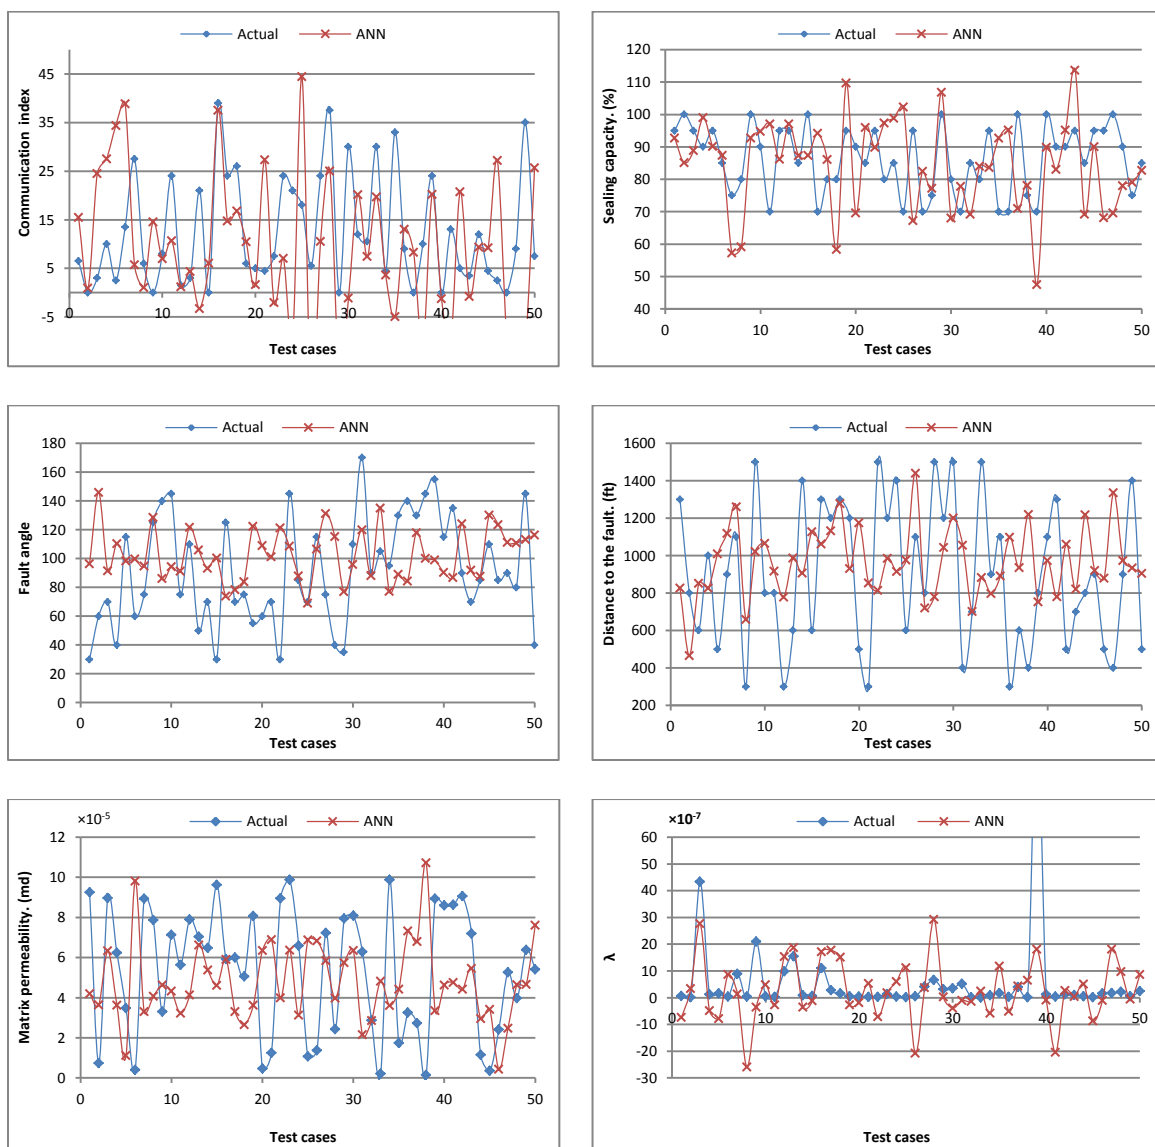 Actual ANN
Communication index
45
35
25
15
5
-5
0 10 20 30 40 50
Test cases
Actual ANN
Sealing capacity. (%)
120
110
100
90
80
70
60
50
40
0 10 20 30 40 50
Test cases
Actual ANN
Fault angle
180
160
140
120
100
80
60
40
20
0
0 10 20 30 40 50
Test cases
Actual ANN
Distance to the fault. (ft)
1600
1400
1200
1000
800
600
400
200
0 10 20 30 40 50
Test cases
×10⁻⁵
Actual ANN
Matrix permeability. (md)
12
10
8
6
4
2
0
0 10 20 30 40 50
Test cases
×10⁻⁷
Actual ANN
λ
60
50
40
30
20
10
0
-10
-20
-30
0 10 20 30 40 50
Test cases